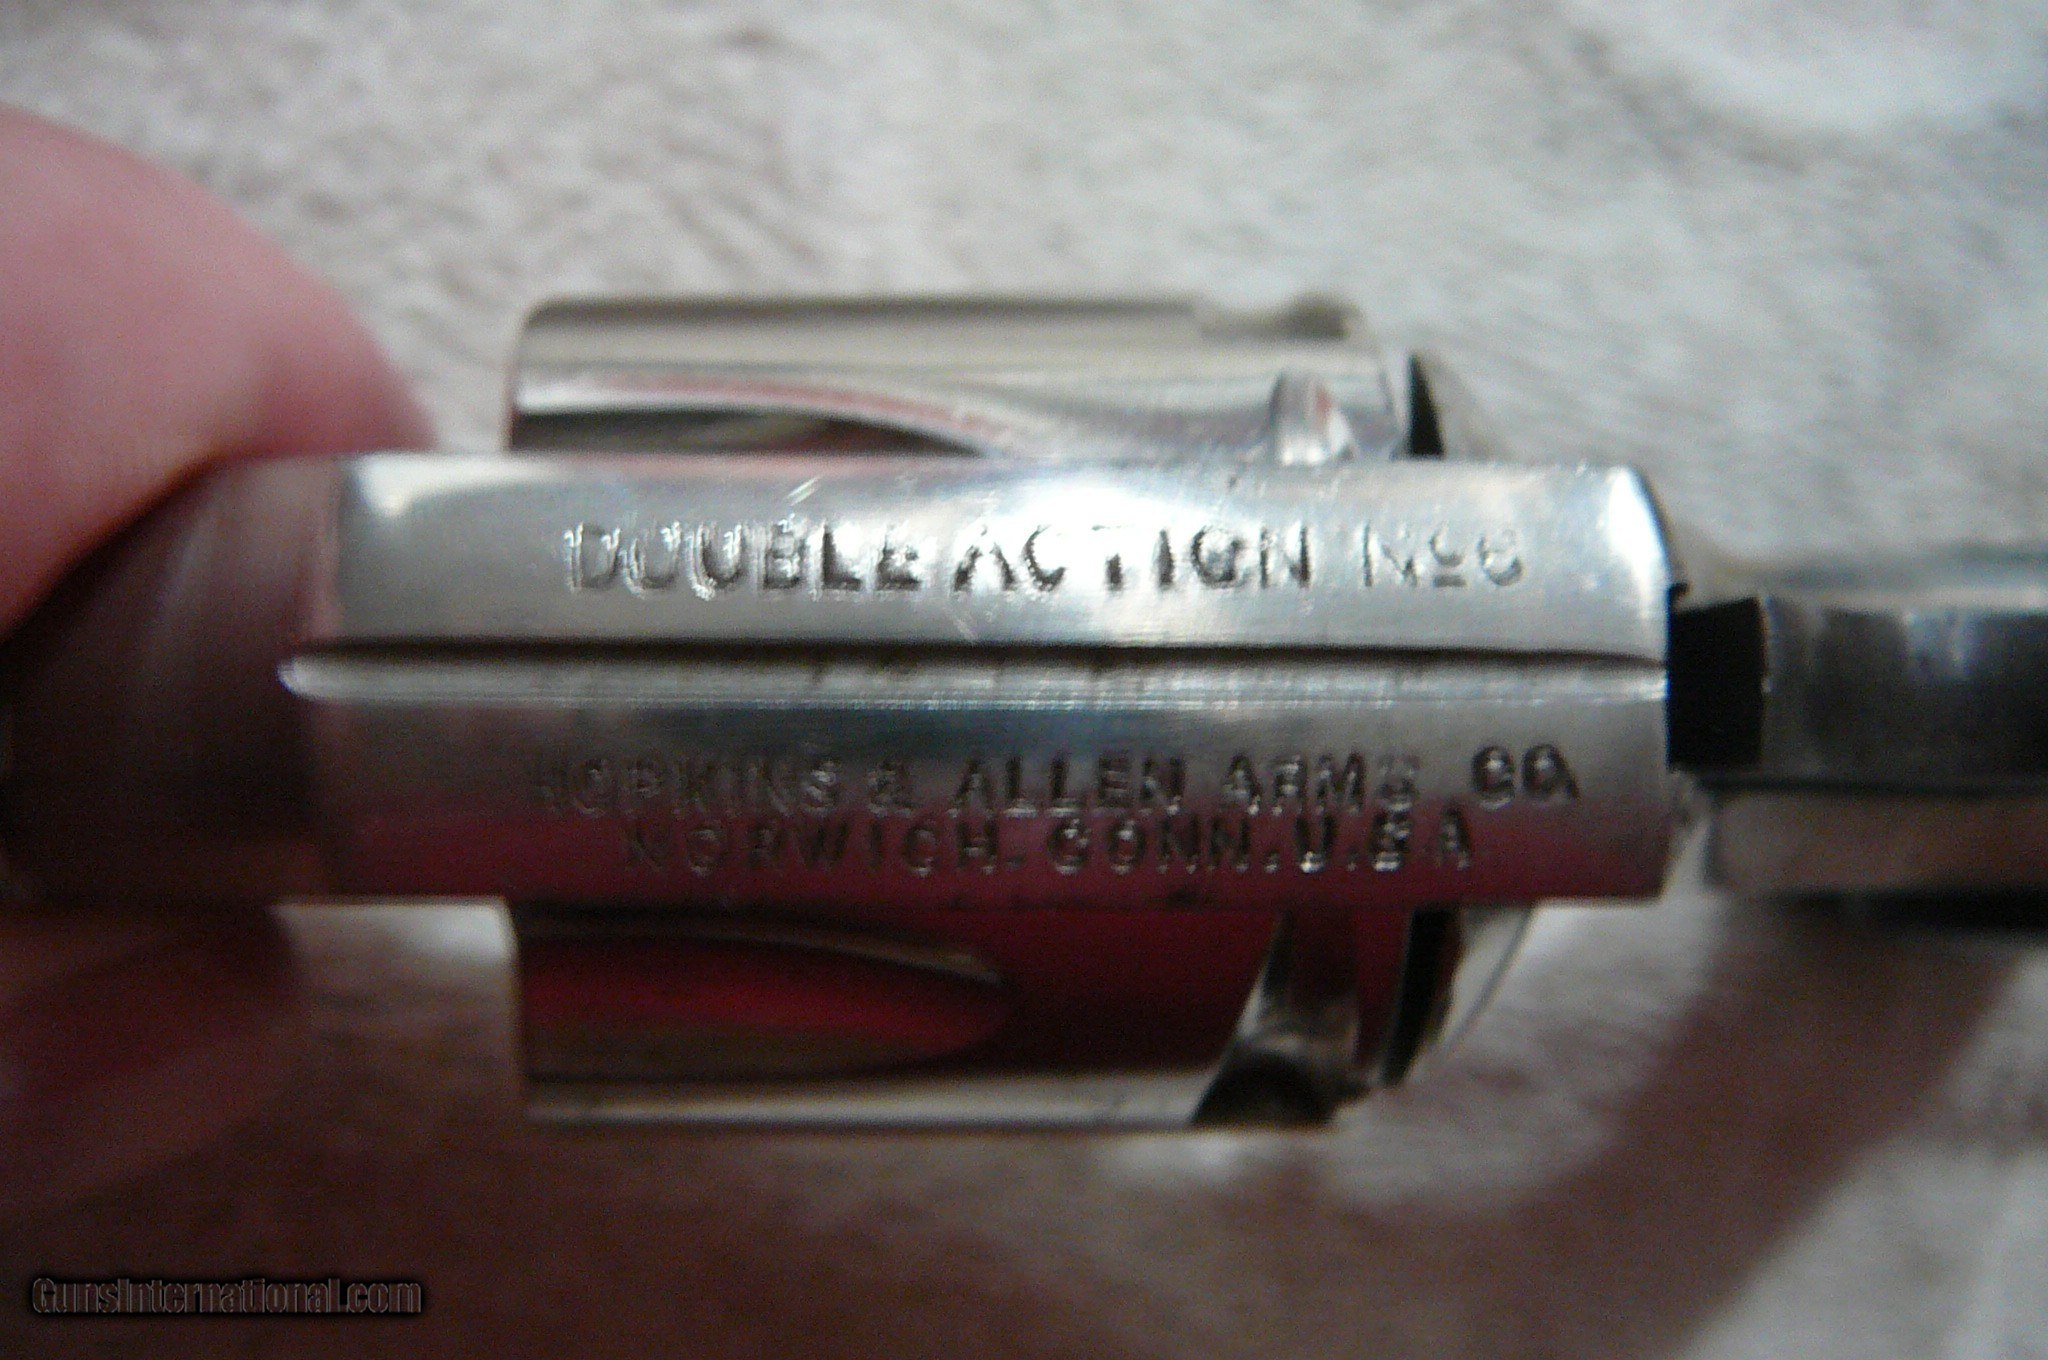 DOUBLE ACTION No 6
HOPKINS & ALLEN ARMS CO.
NORWICH. CONN. U.S.A
GunsInternational.com